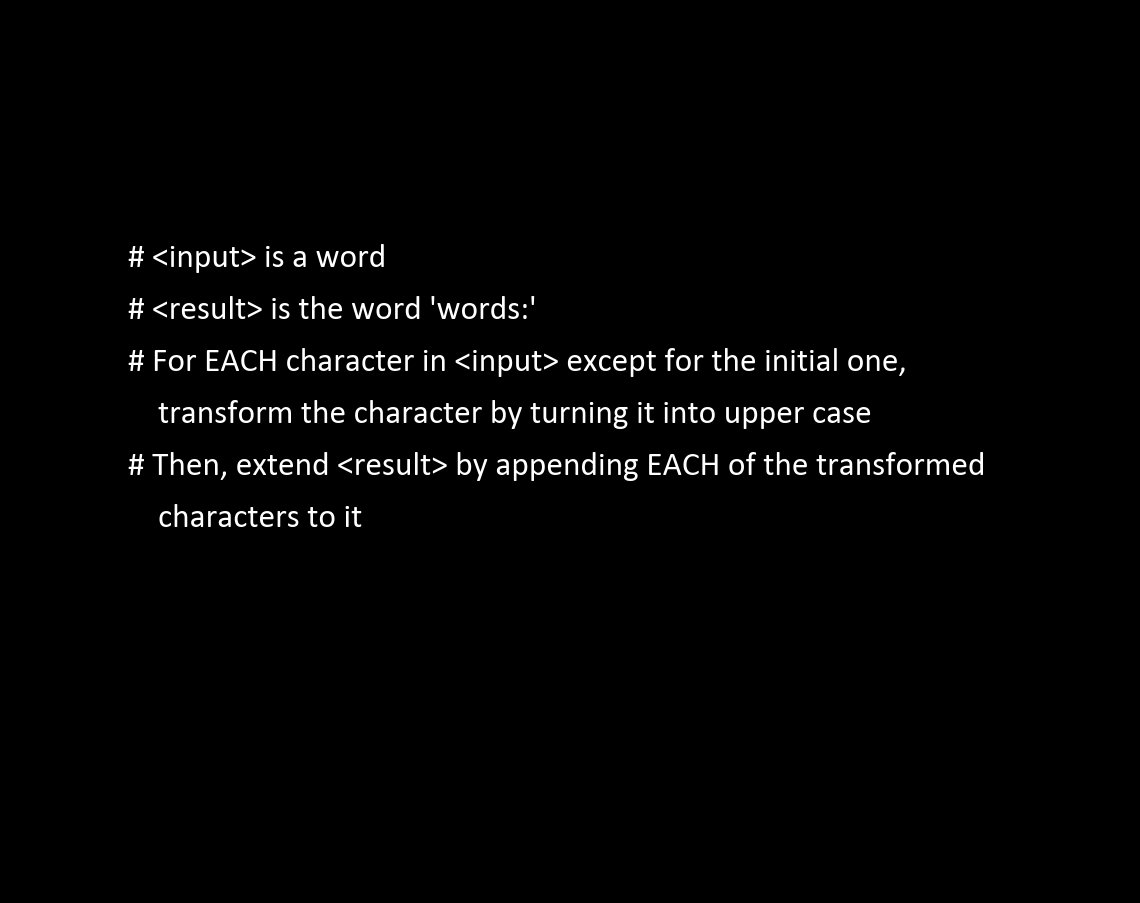 # <input> is a word
# <result> is the word 'words:'
# For EACH character in <input> except for the initial one,
transform the character by turning it into upper case
# Then, extend <result> by appending EACH of the transformed
characters to it